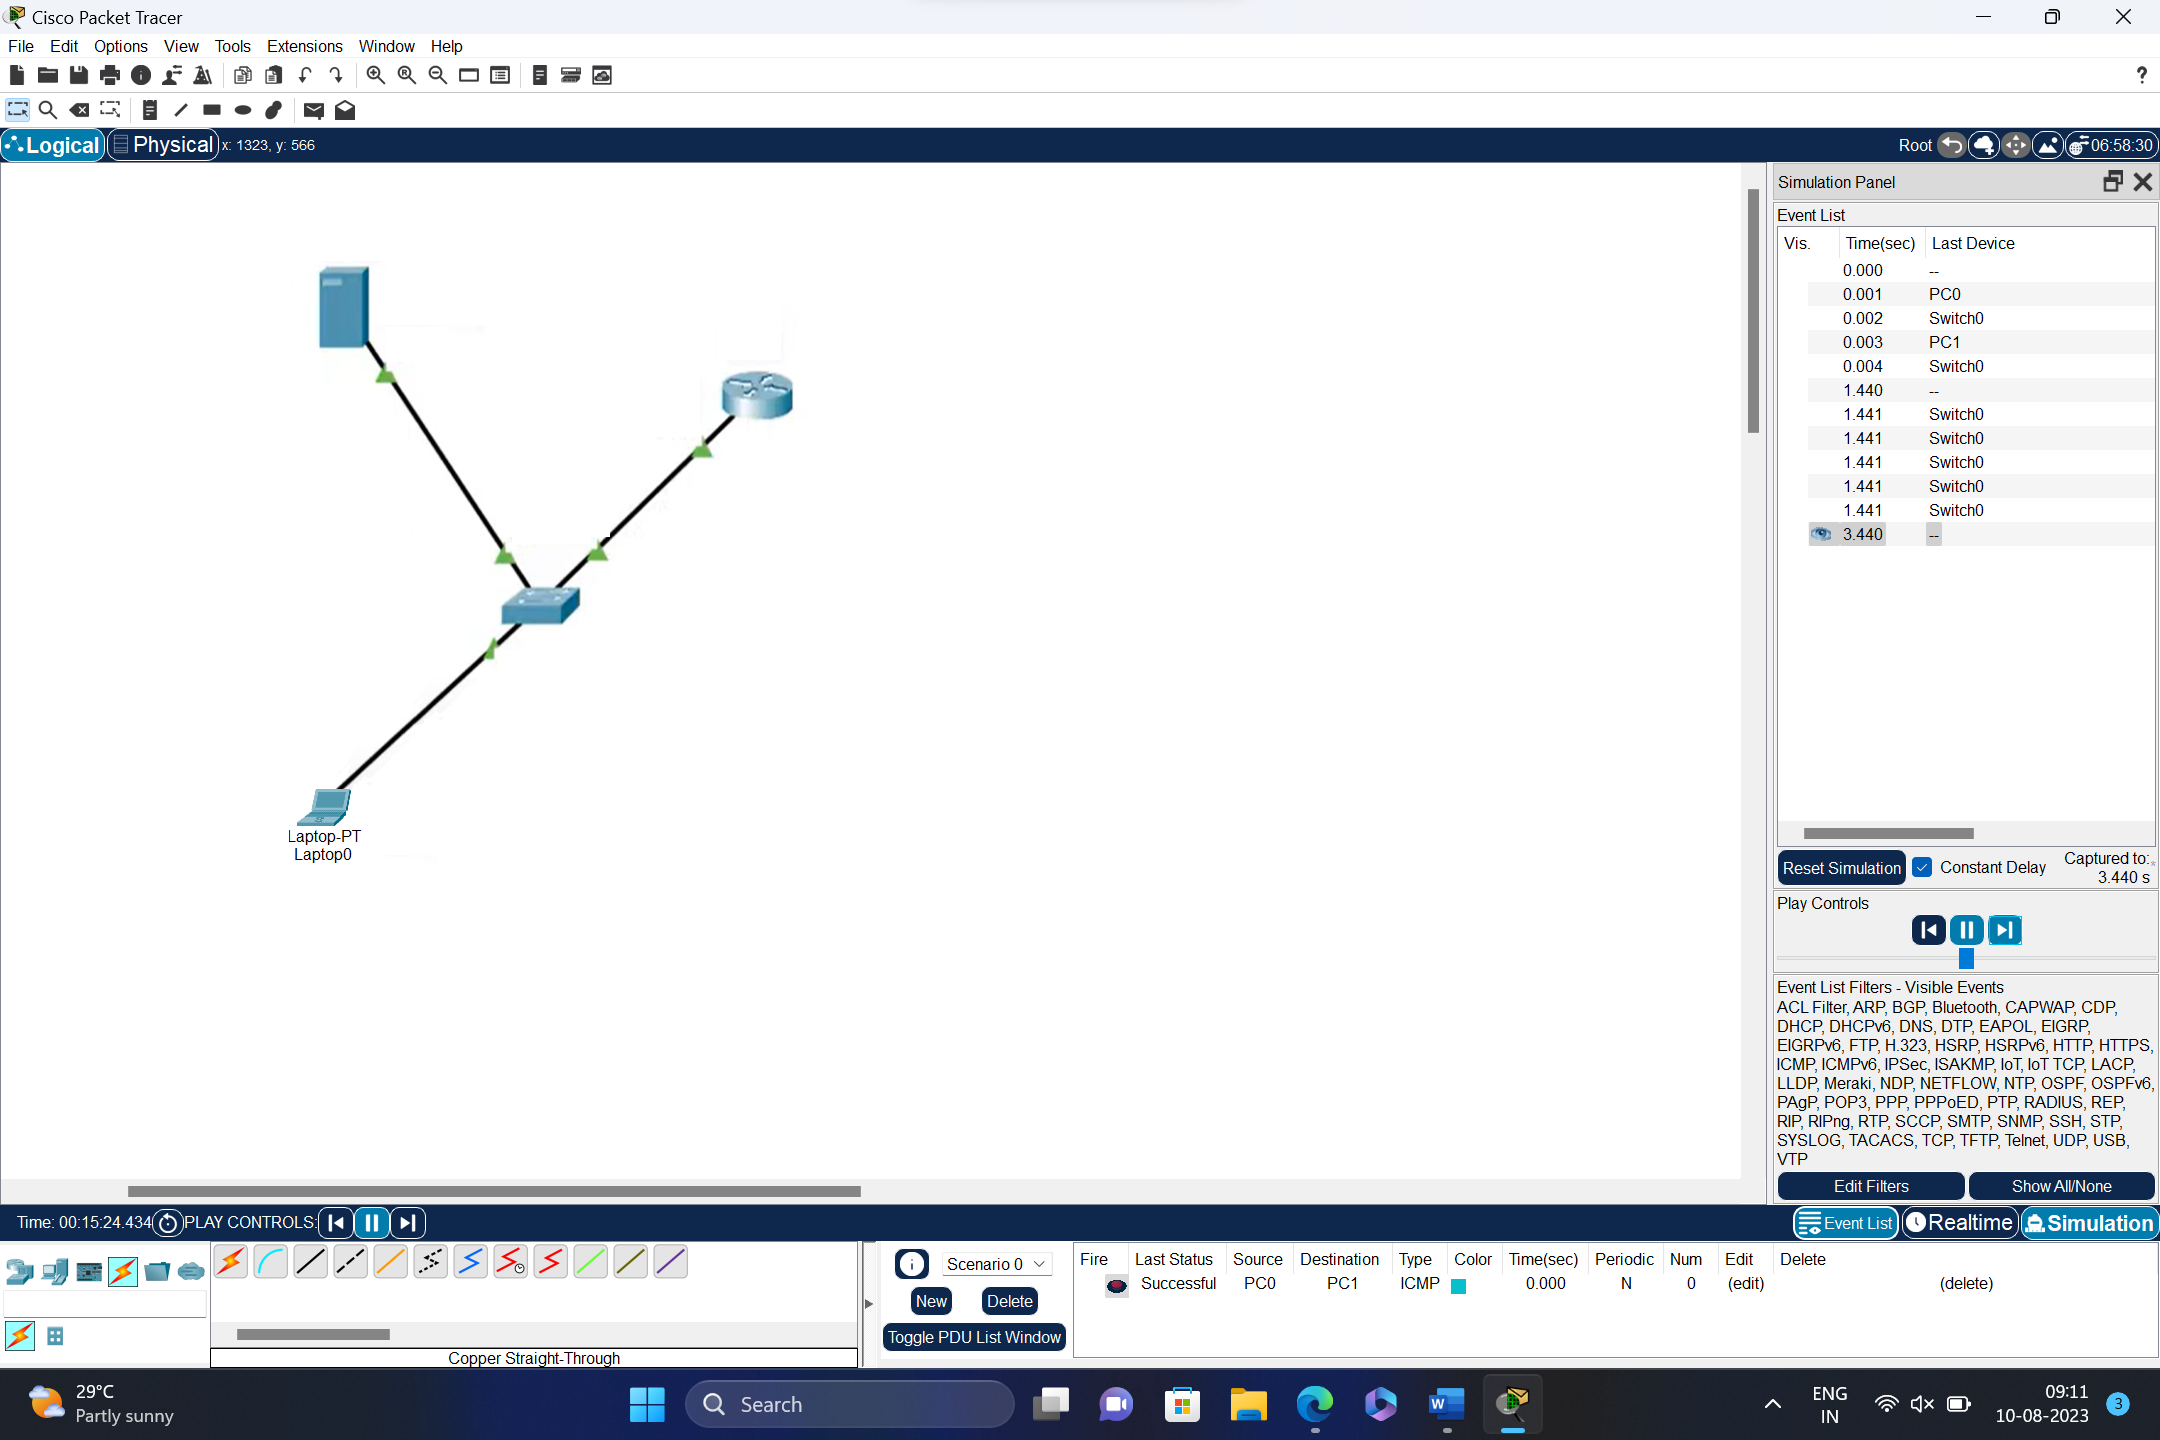 Cisco Packet Tracer
File Edit Options View Tools Extensions Window Help
?
Logical Physical x: 1323, y: 566 Root 06:58:30
Simulation Panel
Event List
Vis. Time(sec) Last Device
0.000 --
0.001 PC0
0.002 Switch0
0.003 PC1
0.004 Switch0
1.440 --
1.441 Switch0
1.441 Switch0
1.441 Switch0
1.441 Switch0
1.441 Switch0
3.440 --
Laptop-PT
Laptop0
Reset Simulation Constant Delay Captured to:*
3.440 s
Play Controls
Event List Filters - Visible Events
ACL Filter, ARP, BGP, Bluetooth, CAPWAP, CDP,
DHCP, DHCPv6, DNS, DTP, EAPOL, EIGRP,
EIGRPv6, FTP, H.323, HSRP, HSRPv6, HTTP, HTTPS,
ICMP, ICMPv6, IPSec, ISAKMP, IoT, IoT TCP, LACP,
LLDP, Meraki, NDP, NETFLOW, NTP, OSPF, OSPFv6,
PAgP, POP3, PPP, PPPoED, PTP, RADIUS, REP,
RIP, RIPng, RTP, SCCP, SMTP, SNMP, SSH, STP,
SYSLOG, TACACS, TCP, TFTP, Telnet, UDP, USB,
VTP
Edit Filters Show All/None
Time: 00:15:24.434 PLAY CONTROLS: Event List Realtime Simulation
Scenario 0
New Delete
Toggle PDU List Window
Fire Last Status Source Destination Type Color Time(sec) Periodic Num Edit Delete
Successful PC0 PC1 ICMP 0.000 N 0 (edit) (delete)
Copper Straight-Through
29°C
Partly sunny
Search
ENG
IN
09:11
10-08-2023
3